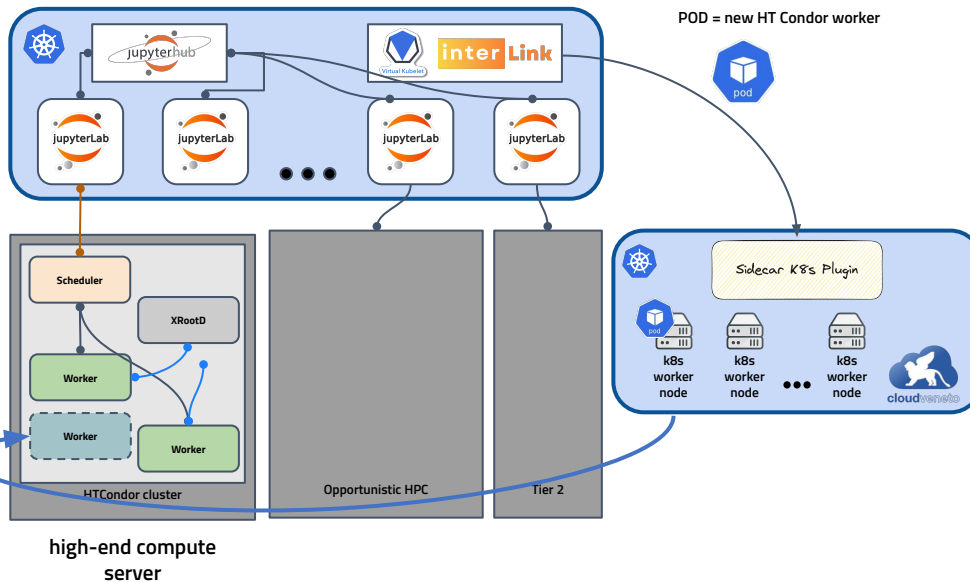 POD = new HT Condor worker
jupyterhub
Virtual Kubelet
inter Link
pod
jupyterLab
jupyterLab
jupyterLab
jupyterLab
Scheduler
XRootD
Worker
Worker
Worker
HTCondor cluster
Opportunistic HPC
Tier 2
Sidecar K8s Plugin
pod
k8s
worker
node
k8s
worker
node
k8s
worker
node
cloudveneto
high-end compute
server